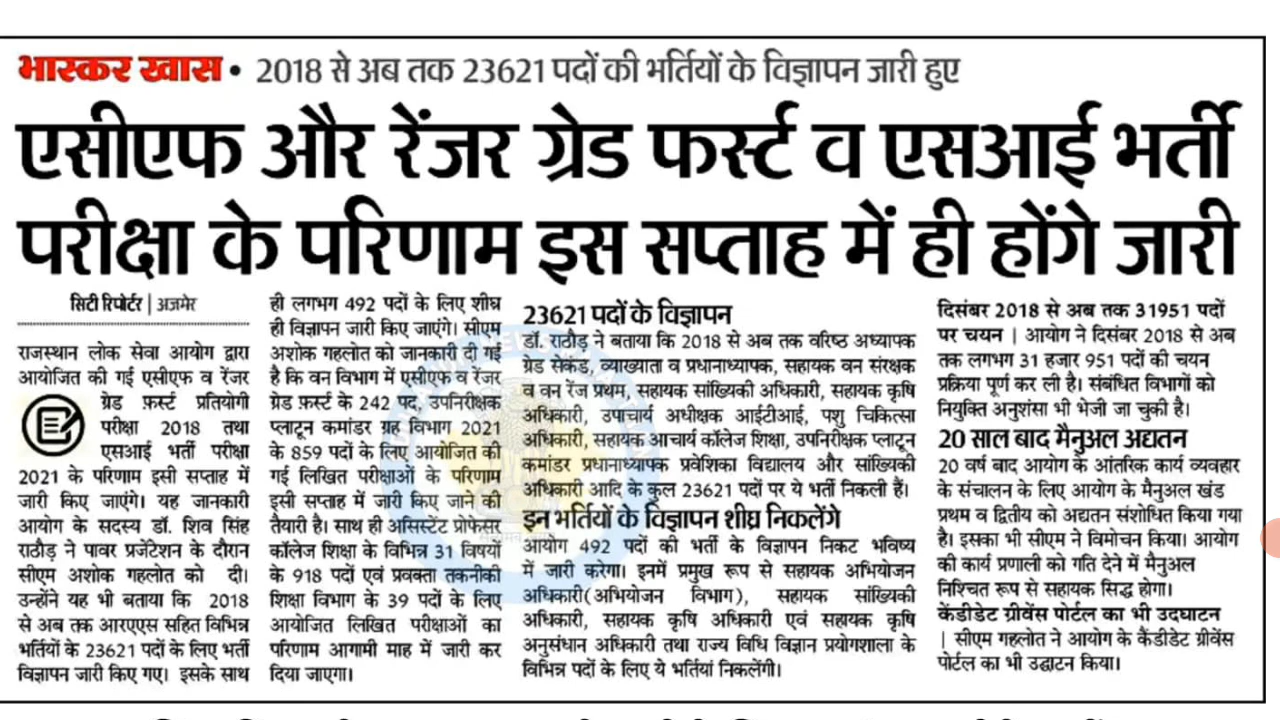 भास्कर खास • 2018 से अब तक 23621 पदों की भर्तियों के विज्ञापन जारी हुए
एसीएफ और रेंजर ग्रेड फर्स्ट व एसआई भर्ती
परीक्षा के परिणाम इस सप्ताह में ही होंगे जारी
सिटी रिपोर्टर | अजमेर
राजस्थान लोक सेवा आयोग द्वारा
आयोजित की गई एसीएफ व रेंजर
ग्रेड फ़र्स्ट प्रतियोगी
परीक्षा 2018 तथा
एसआई भर्ती परीक्षा
2021 के परिणाम इसी सप्ताह में
जारी किए जाएंगे। यह जानकारी
आयोग के सदस्य डॉ. शिव सिंह
राठौड़ ने पावर प्रजेंटेशन के दौरान
सीएम अशोक गहलोत को दी।
उन्होंने यह भी बताया कि 2018
से अब तक आरएएस सहित विभिन्न
भर्तियों के 23621 पदों के लिए भर्ती
विज्ञापन जारी किए गए। इसके साथ
ही लगभग 492 पदों के लिए शीघ्र
ही विज्ञापन जारी किए जाएंगे। सीएम
अशोक गहलोत को जानकारी दी गई
है कि वन विभाग में एसीएफ व रेंजर
ग्रेड फ़र्स्ट के 242 पद, उपनिरीक्षक
प्लाटून कमांडर ग्रह विभाग 2021
के 859 पदों के लिए आयोजित की
गई लिखित परीक्षाओं के परिणाम
इसी सप्ताह में जारी किए जाने की
तैयारी है। साथ ही असिस्टेंट प्रोफेसर
कॉलेज शिक्षा के विभिन्न 31 विषयों
के 918 पदों एवं प्रवक्ता तकनीकी
शिक्षा विभाग के 39 पदों के लिए
आयोजित लिखित परीक्षाओं का
परिणाम आगामी माह में जारी कर
दिया जाएगा।
23621 पदों के विज्ञापन
डॉ. राठौड़ ने बताया कि 2018 से अब तक वरिष्ठ अध्यापक
ग्रेड सेकंड, व्याख्याता व प्रधानाध्यापक, सहायक वन संरक्षक
व वन रेंज प्रथम, सहायक सांख्यिकी अधिकारी, सहायक कृषि
अधिकारी, उपाचार्य अधीक्षक आईटीआई, पशु चिकित्सा
अधिकारी, सहायक आचार्य कॉलेज शिक्षा, उपनिरीक्षक प्लाटून
कमांडर प्रधानाध्यापक प्रवेशिका विद्यालय और सांख्यिकी
अधिकारी आदि के कुल 23621 पदों पर ये भर्ती निकली हैं।
इन भर्तियों के विज्ञापन शीघ्र निकलेंगे
आयोग 492 पदों की भर्ती के विज्ञापन निकट भविष्य
में जारी करेगा। इनमें प्रमुख रूप से सहायक अभियोजन
अधिकारी(अभियोजन विभाग), सहायक सांख्यिकी
अधिकारी, सहायक कृषि अधिकारी एवं सहायक कृषि
अनुसंधान अधिकारी तथा राज्य विधि विज्ञान प्रयोगशाला के
विभिन्न पदों के लिए ये भर्तियां निकलेंगी।
दिसंबर 2018 से अब तक 31951 पदों
पर चयन | आयोग ने दिसंबर 2018 से अब
तक लगभग 31 हजार 951 पदों की चयन
प्रक्रिया पूर्ण कर ली है। संबंधित विभागों को
नियुक्ति अनुशंसा भी भेजी जा चुकी है।
20 साल बाद मैनुअल अद्यतन
20 वर्ष बाद आयोग के आंतरिक कार्य व्यवहार
के संचालन के लिए आयोग के मैनुअल खंड
प्रथम व द्वितीय को अद्यतन संशोधित किया गया
है। इसका भी सीएम ने विमोचन किया। आयोग
की कार्य प्रणाली को गति देने में मैनुअल
निश्चित रूप से सहायक सिद्ध होगा।
केंडीडेट ग्रीवेंस पोर्टल का भी उदघाटन
| सीएम गहलोत ने आयोग के कैंडीडेट ग्रीवेंस
पोर्टल का भी उद्घाटन किया।